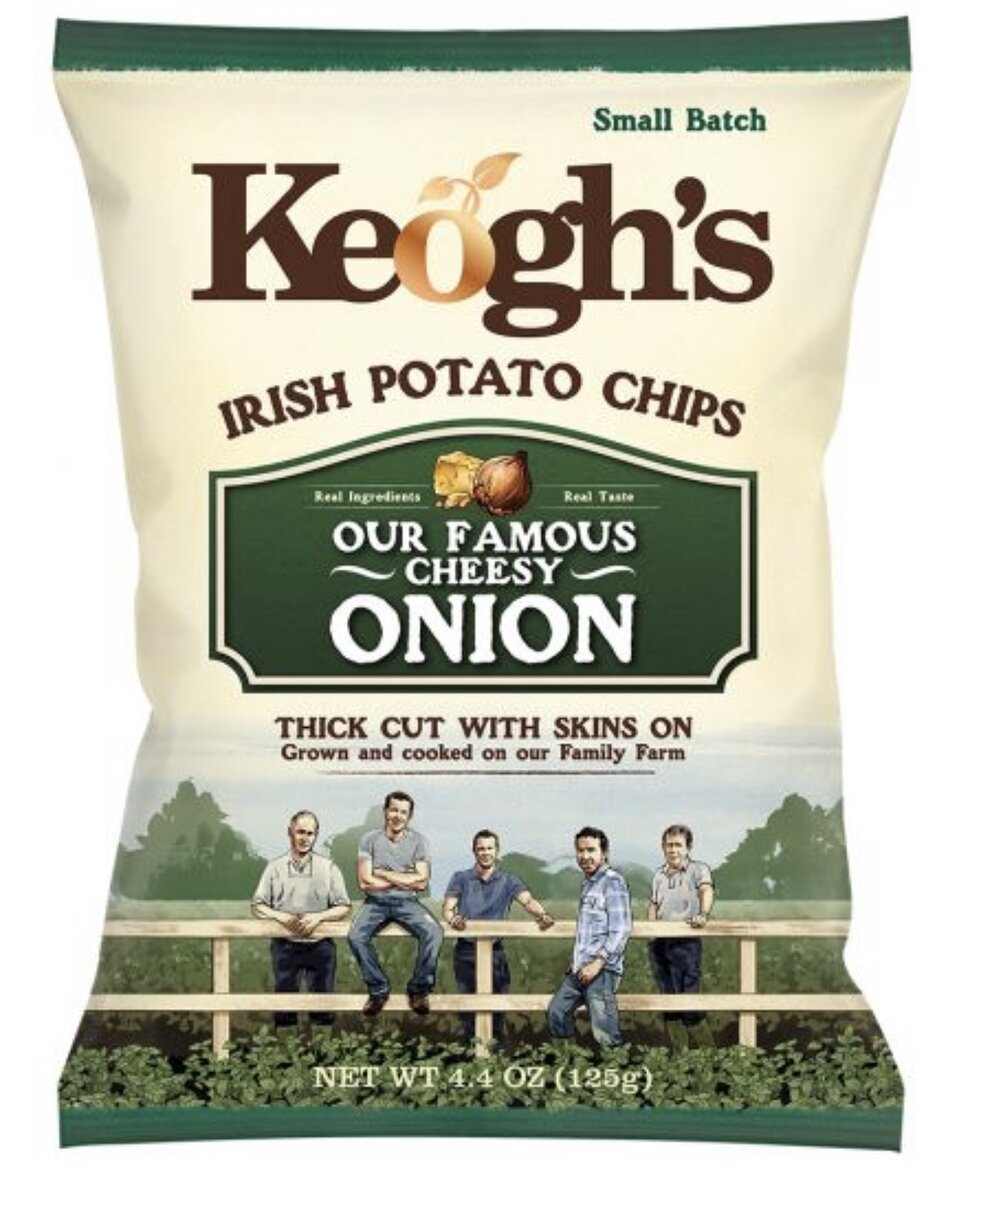 Small Batch
Keogh's
IRISH POTATO CHIPS
Real Ingredients Real Taste
OUR FAMOUS
CHEESY
ONION
THICK CUT WITH SKINS ON
Grown and cooked on our Family Farm
NET WT 4.4 OZ (125g)